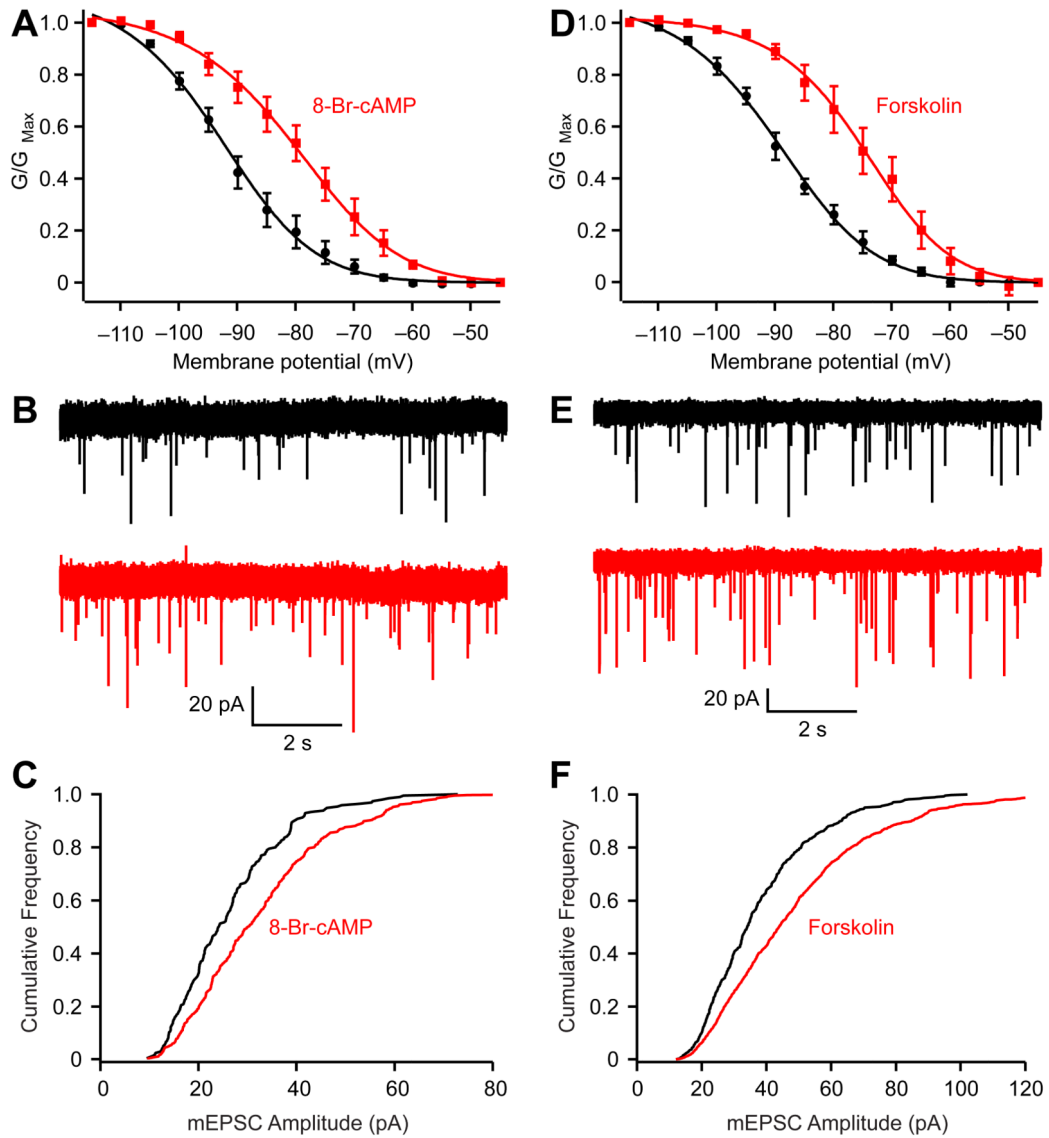 A
1.0
0.8
0.6
0.4
0.2
0
G/G Max
8-Br-cAMP
–110 –100 –90 –80 –70 –60 –50
Membrane potential (mV)
D
1.0
0.8
0.6
0.4
0.2
0
G/G Max
Forskolin
–110 –100 –90 –80 –70 –60 –50
Membrane potential (mV)
B
20 pA
2 s
E
20 pA
2 s
C
1.0
0.8
0.6
0.4
0.2
0
Cumulative Frequency
8-Br-cAMP
0 20 40 60 80
mEPSC Amplitude (pA)
F
1.0
0.8
0.6
0.4
0.2
0
Cumulative Frequency
Forskolin
0 20 40 60 80 100 120
mEPSC Amplitude (pA)